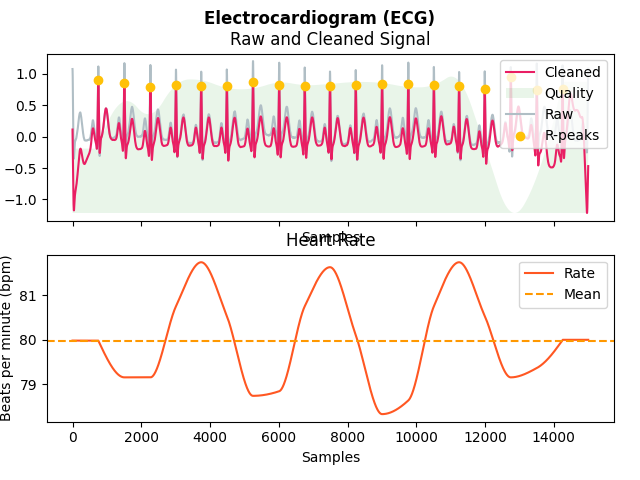 Electrocardiogram (ECG)
Raw and Cleaned Signal
1.0
0.5
0.0
−0.5
−1.0
Cleaned
Quality
Raw
R-peaks
Samples
Heart Rate
Beats per minute (bpm)
81
80
79
Rate
Mean
0 2000 4000 6000 8000 10000 12000 14000
Samples